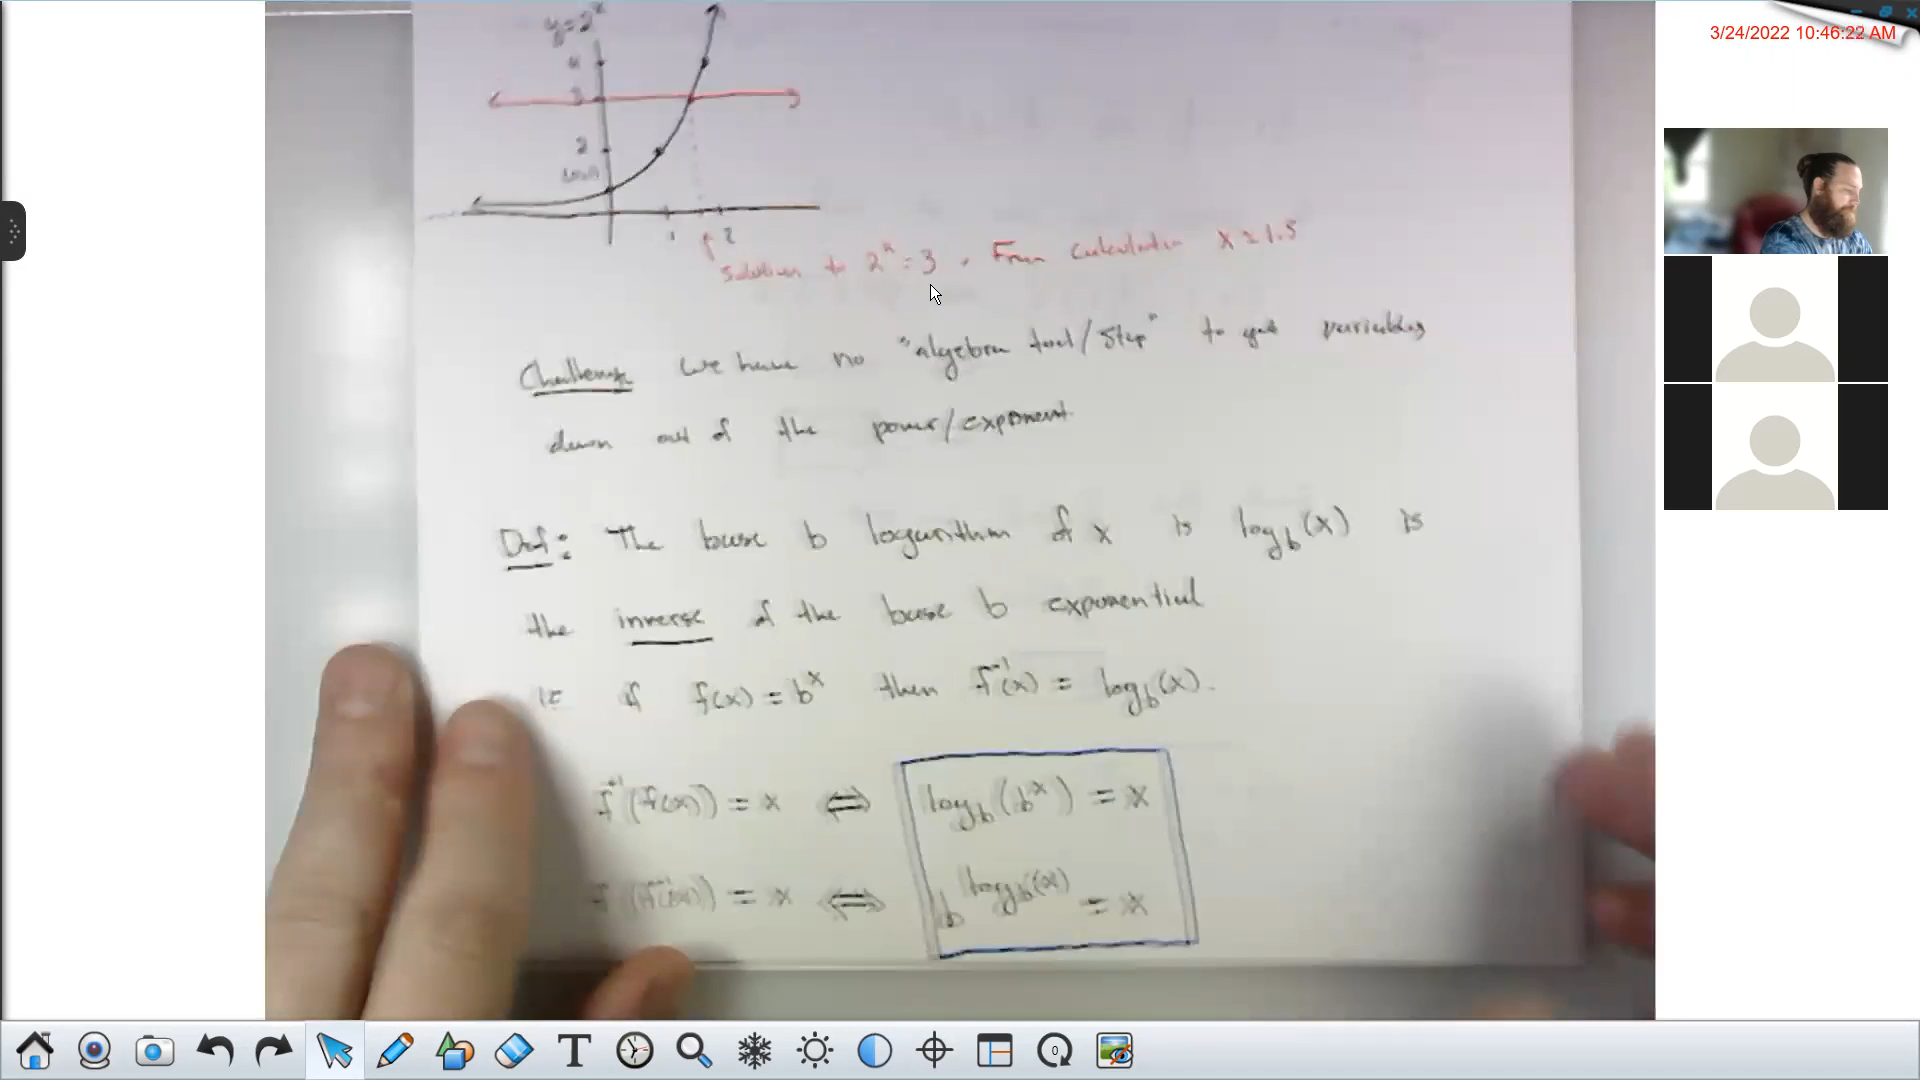 3/24/2022 10:46:22 AM
y=2^x
4
3
2
1 2
Solution to 2^x = 3 . From calculator x ≈ 1.5
Challenge We have no "algebra tool/step" to get variables
down out of the power/exponent
Def: The base b logarithm of x is log_b(x) is
the inverse of the base b exponential
ie if f(x) = b^x then f^-1(x) = log_b(x).
f^-1(f(x)) = x ⇔ log_b(b^x) = x
f(f^-1(x)) = x ⇔ b^log_b(x) = x
T
0